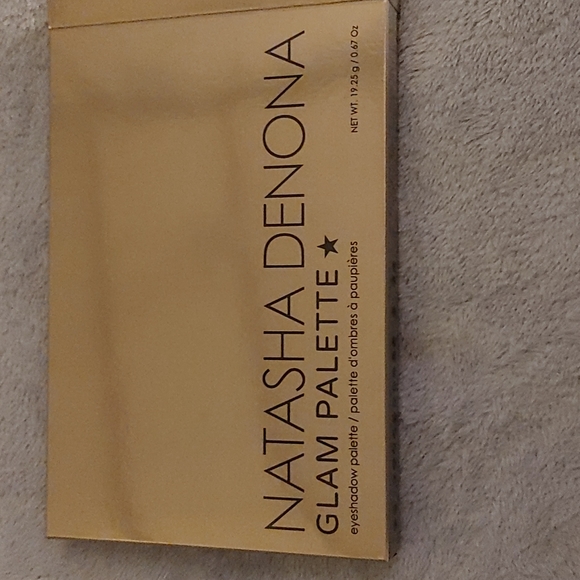 NATASHA DENONA
GLAM PALETTE ★
eyeshadow palette / palette d'ombres à paupières
NET WT. 19.25 g / 0.67 Oz